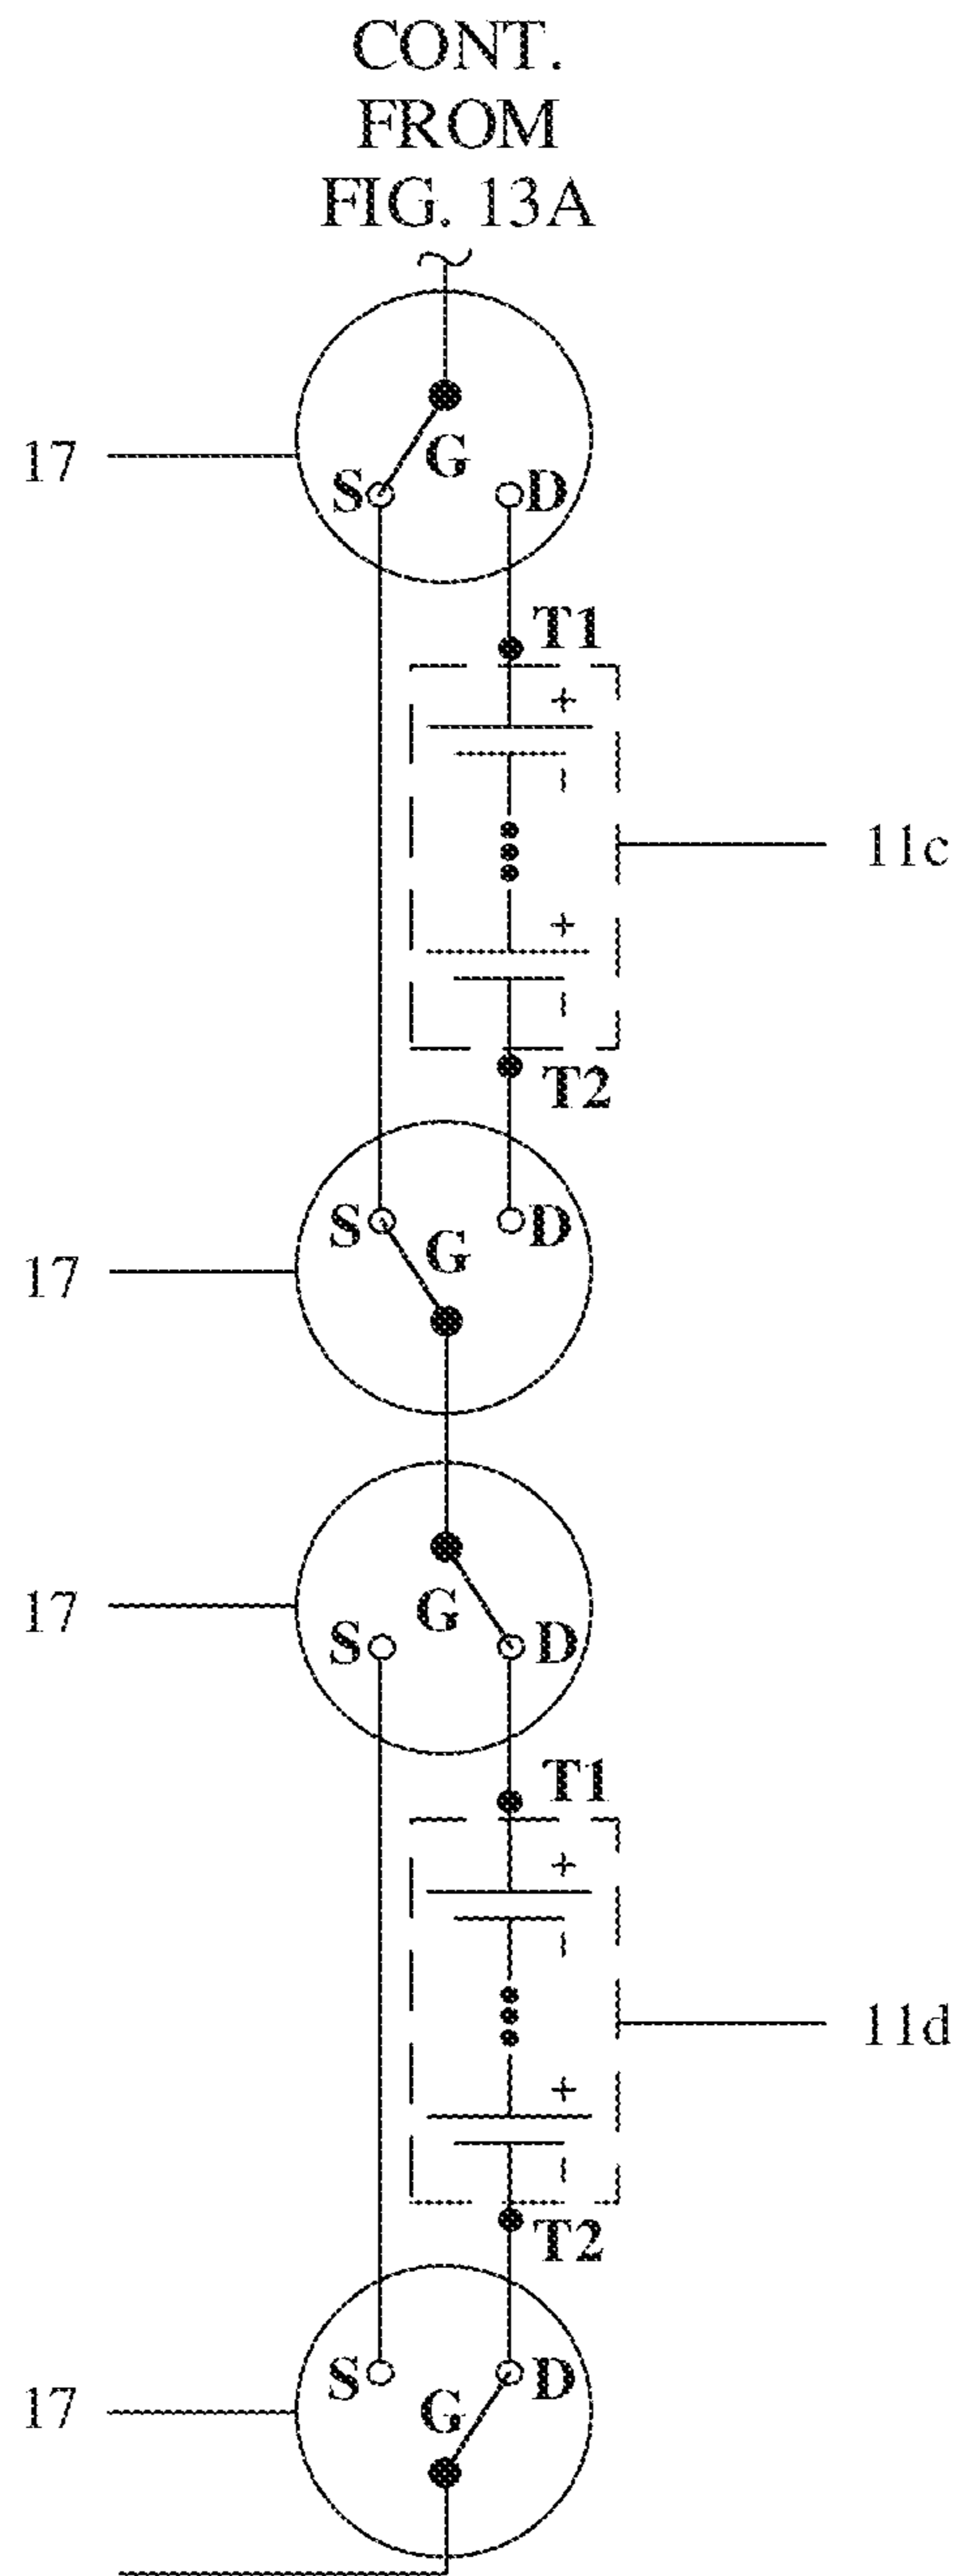 CONT.
FROM
FIG. 13A
17
G
S
D
T1
+
-
11c
+
-
T2
S
G
D
17
17
G
S
D
T1
+
-
11d
+
-
T2
S
D
G
17